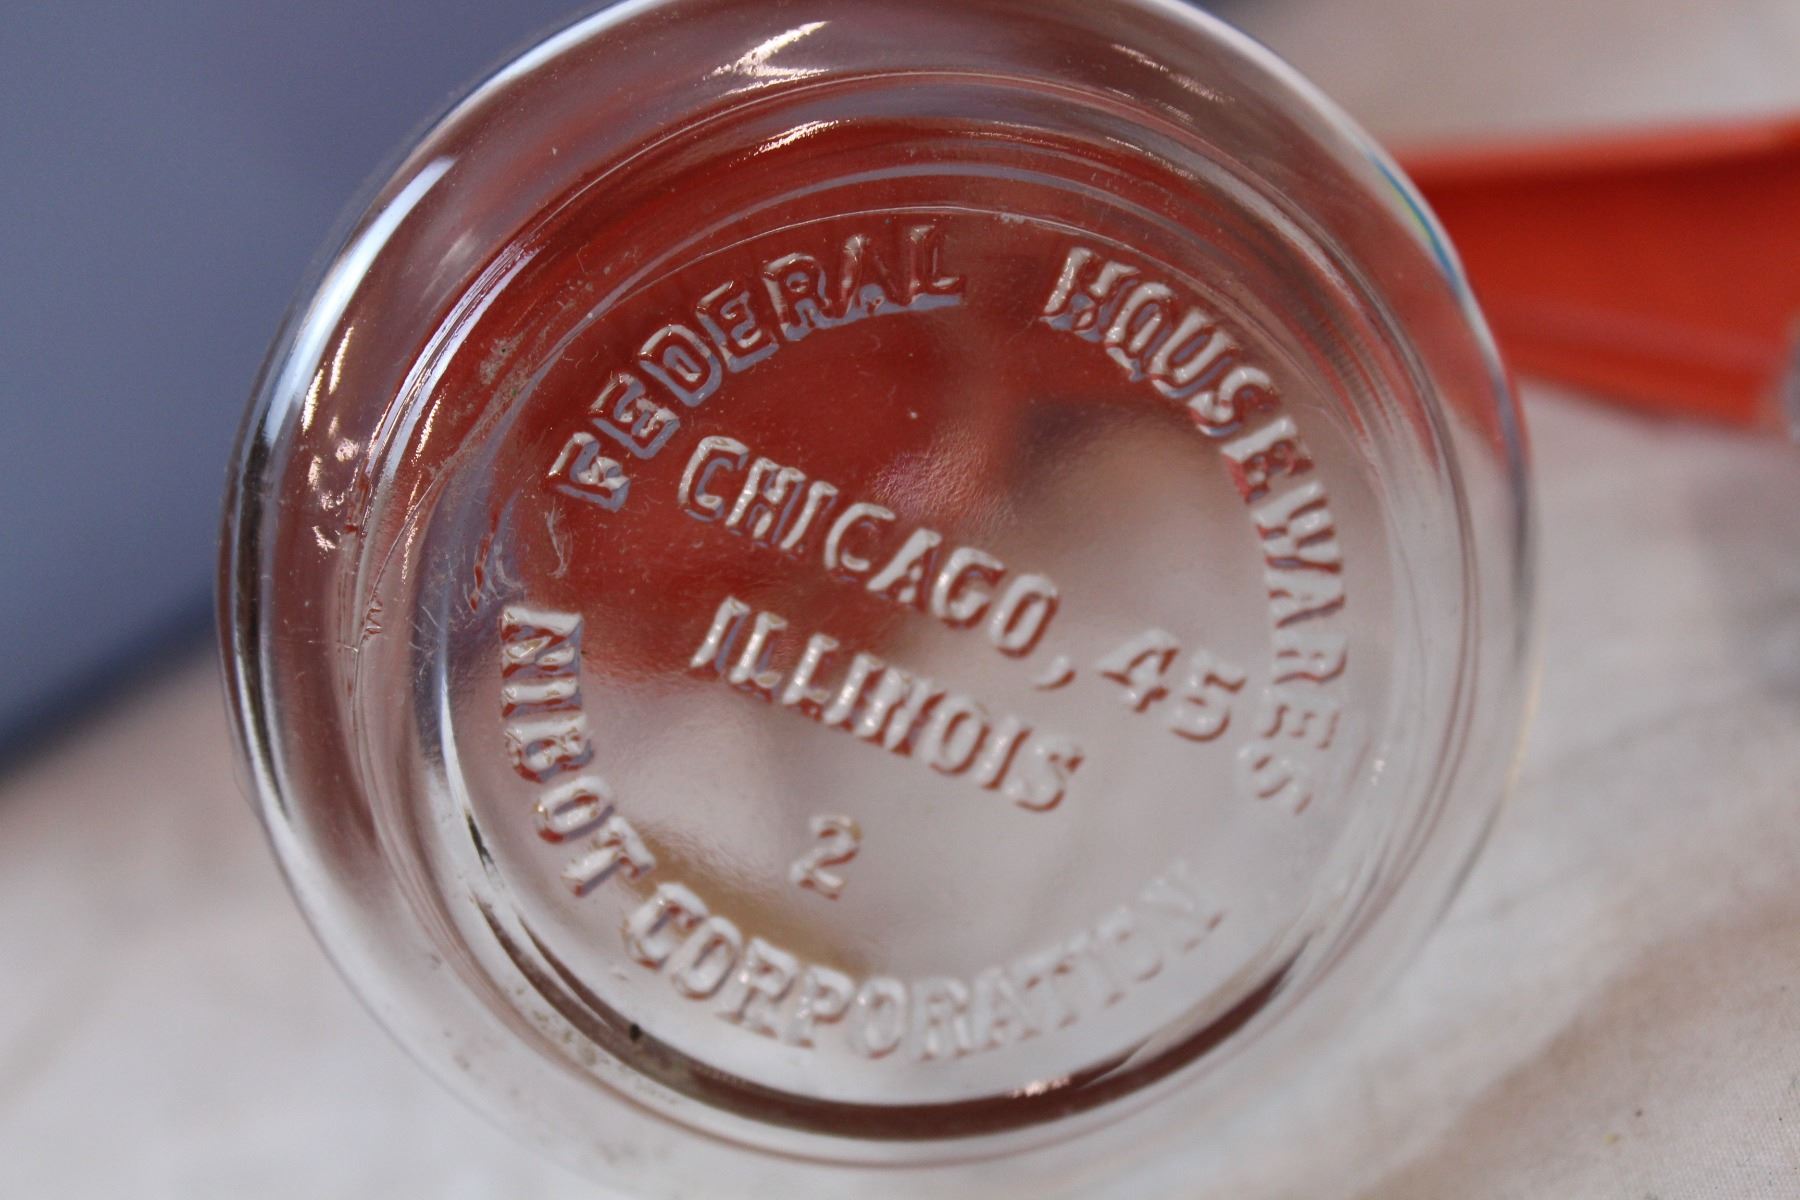 FEDERAL HOUSEWARES
CHICAGO, 45
ILLINOIS
2
NIBOT CORPORATION